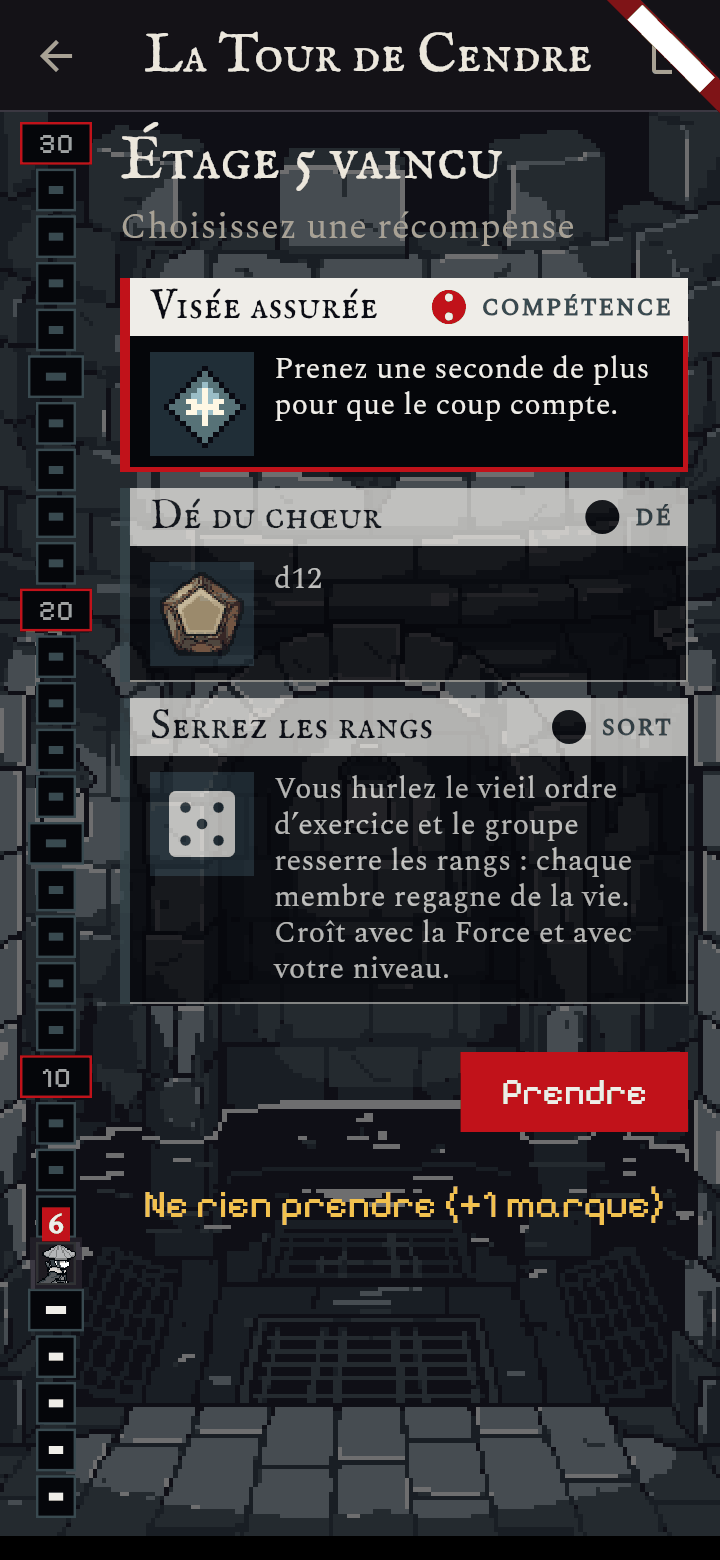 La Tour de Cendre
30
Étage 5 vaincu
Choisissez une récompense
Visée assurée
COMPÉTENCE
Prenez une seconde de plus
pour que le coup compte.
Dé du chœur
DÉ
d12
20
Serrez les rangs
SORT
Vous hurlez le vieil ordre
d’exercice et le groupe
resserre les rangs : chaque
membre regagne de la vie.
Croît avec la Force et avec
votre niveau.
10
Prendre
Ne rien prendre (+1 marque)
6